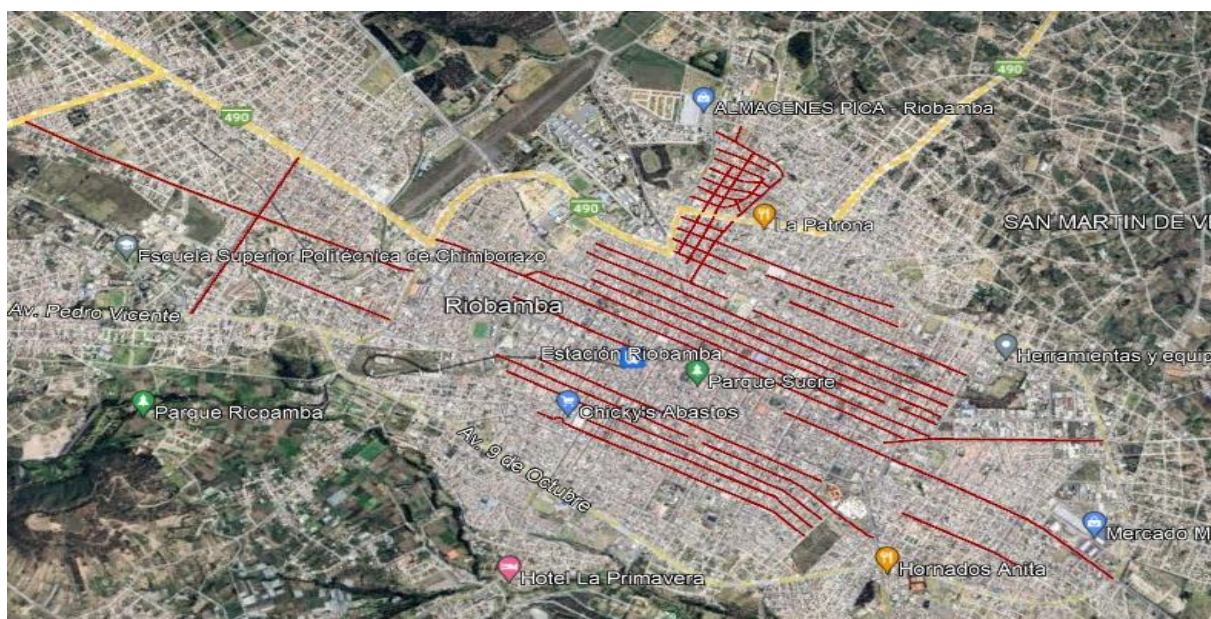 490
ALMACENES PICA - Riobamba
490
490
La Patrona
SAN MARTIN DE VE
Escuela Superior Politécnica de Chimborazo
Av. Pedro Vicente
Riobamba
Estación Riobamba
Herramientas y equip
Parque Sucre
Parque Ricpamba
Chicky's Abastos
Av. 9 de Octubre
Mercado M
Hornados Anita
Hotel La Primavera